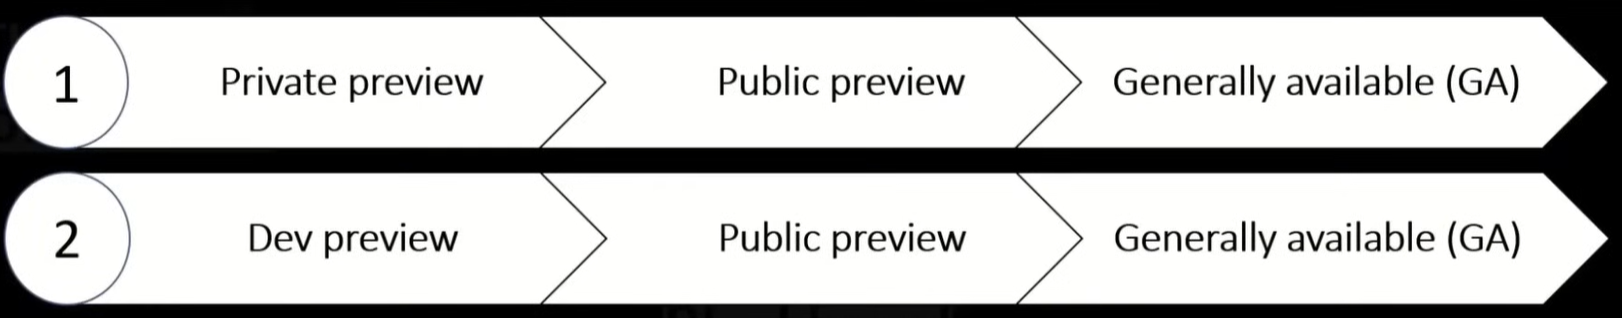 1 Private preview Public preview Generally available (GA)
2 Dev preview Public preview Generally available (GA)